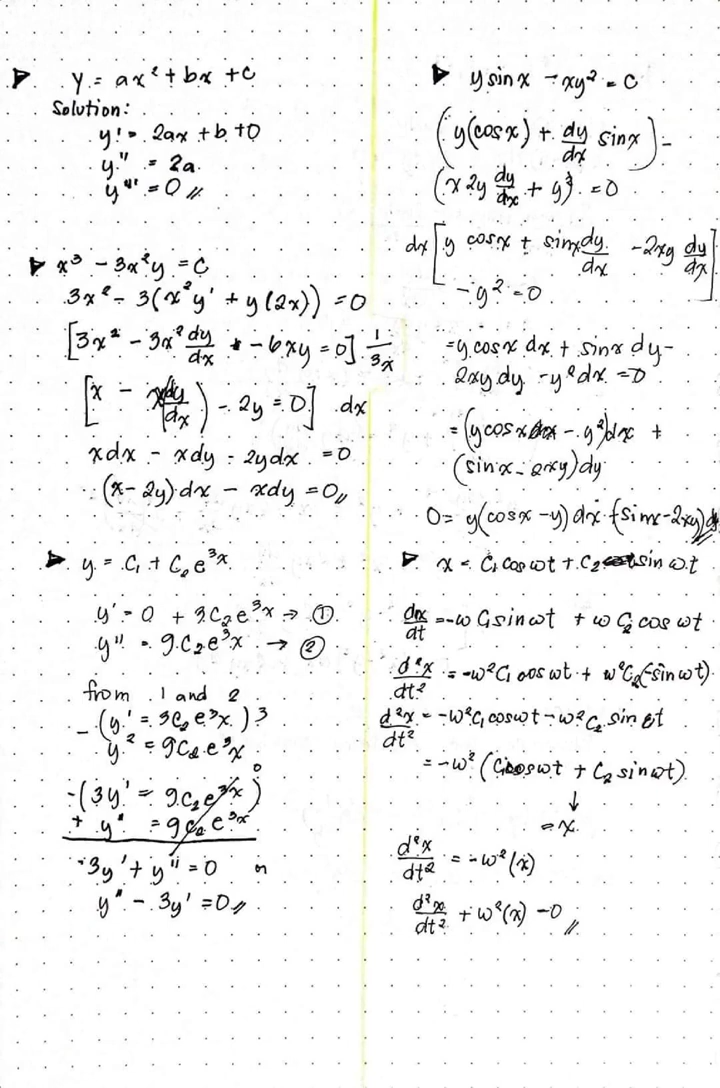 y = ax² + bx + c
Solution:
y' = 2ax + b + 0
y'' = 2a
y''' = 0 //
x³ - 3x²y = C
3x² - 3(x²y' + y(2x)) = 0
[3x² - 3x² dy/dx - 6xy = 0] 1/3x
[x - x dy/dx) - 2y = 0] dx
xdx - xdy - 2ydx = 0
(x - 2y) dx - xdy = 0 //
y = C₁ + C₂e³x
y' = 0 + 3C₂e³x → ①
y'' = 9C₂e³x → ②
from 1 and 2
-(y' = 3C₂e³x) 3
y² = 9C₂e³x
-(3y' = 9C₂e³x) 0
+ y'' = 9C₂e³x
-3y' + y'' = 0 or
y'' - 3y' = 0 //
y sin x - xy² = C
(y(cos x) + dy/dx sin x) -
(x 2y dy/dx + y²) = 0
dx [y cos x + sin x dy/dx - 2xy dy/dx]
- y² = 0
= y cos x dx + sin x dy -
2xy dy - y² dx = 0
= (y cos x - y²) dx +
(sin x - 2xy) dy
0 = y(cos x - y) dx + (sin x - 2xy) dy
x = C₁ cos ωt + C₂ sin ωt
dx/dt = -ω C₁ sin ωt + ω C₂ cos ωt
d²x/dt² = -ω²C₁ cos ωt + ω²C₂(-sin ωt)
d²x/dt² = -ω²C₁ cos ωt - ω²C₂ sin ωt
= -ω² (C₁ cos ωt + C₂ sin ωt)
↓
= x
d²x/dt² = -ω²(x)
d²x/dt² + ω²(x) = 0 //